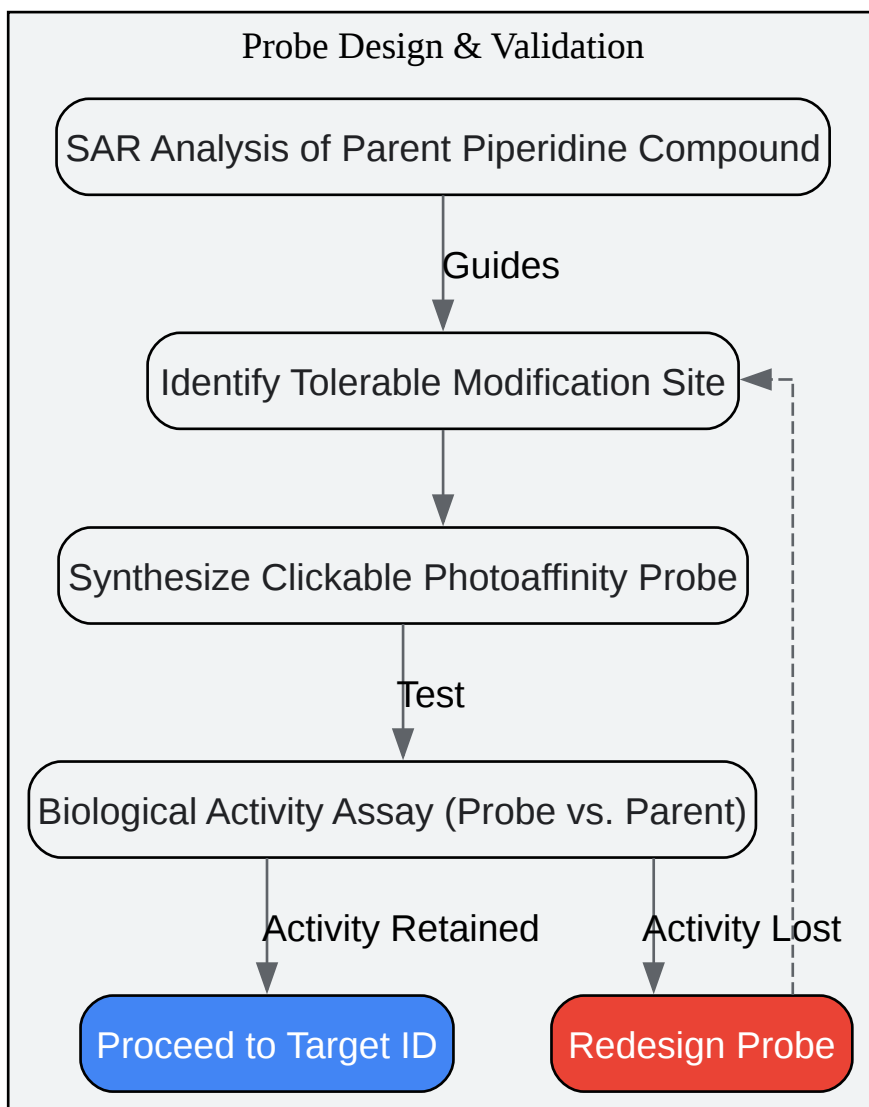 Probe Design & Validation
SAR Analysis of Parent Piperidine Compound
Guides
Identify Tolerable Modification Site
Synthesize Clickable Photoaffinity Probe
Test
Biological Activity Assay (Probe vs. Parent)
Activity Retained
Activity Lost
Proceed to Target ID
Redesign Probe